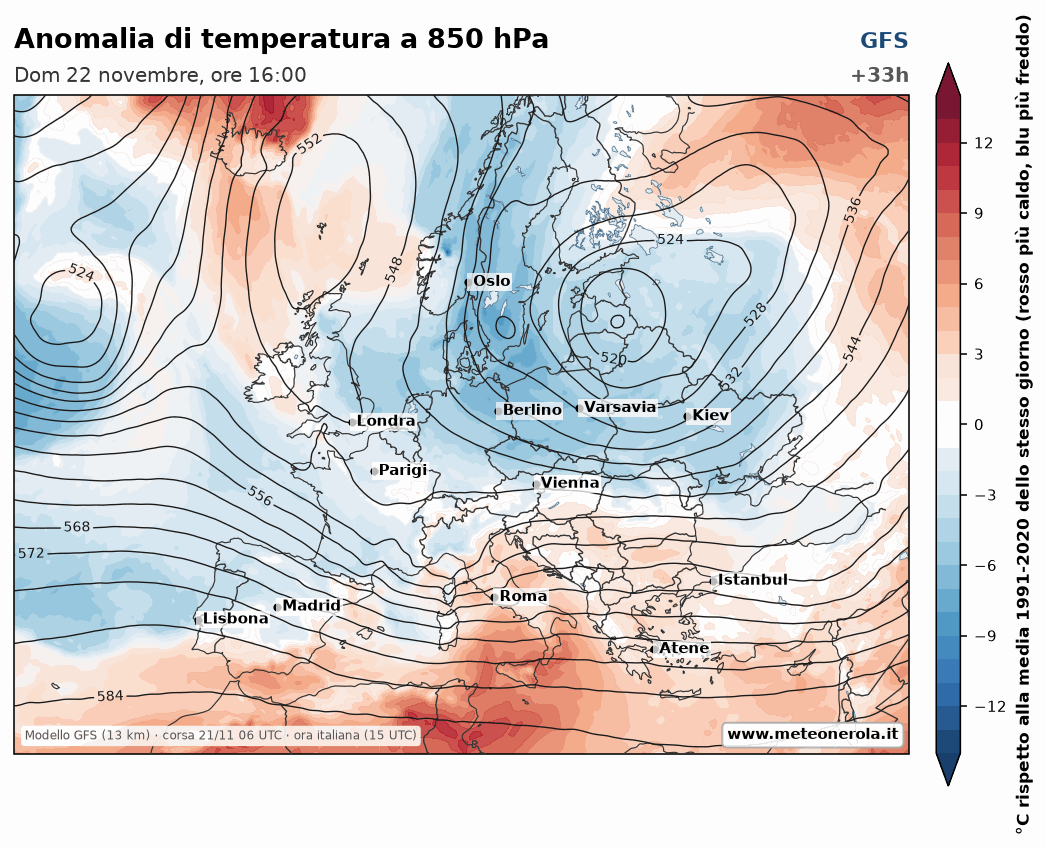 Anomalia di temperatura a 850 hPa
GFS
Dom 22 novembre, ore 16:00
+33h
552
524
548
536
524
528
544
520
532
556
568
572
584
Oslo
Berlino
Varsavia
Kiev
Londra
Parigi
Vienna
Istanbul
Roma
Madrid
Lisbona
Atene
Modello GFS (13 km) · corsa 21/11 06 UTC · ora italiana (15 UTC)
www.meteonerola.it
12
9
6
3
0
−3
−6
−9
−12
°C rispetto alla media 1991-2020 dello stesso giorno (rosso più caldo, blu più freddo)